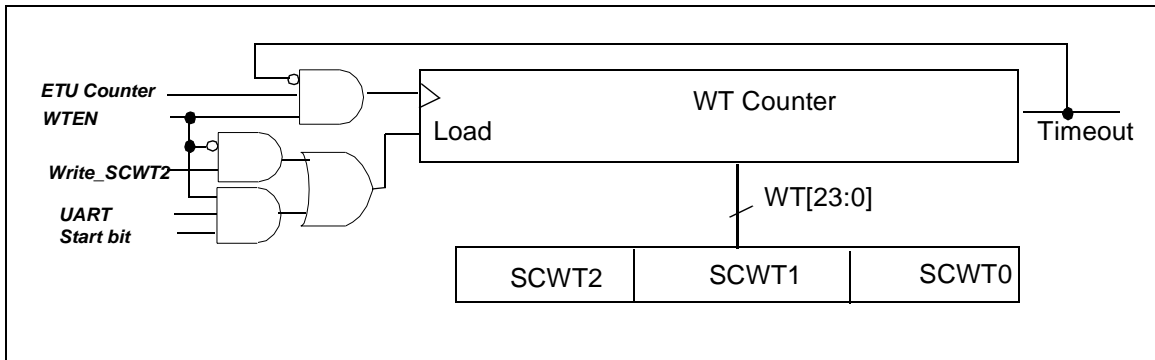 ETU Counter
WTEN
Write_SCWT2
UART
Start bit
WT Counter
Load
Timeout
WT[23:0]
SCWT2 SCWT1 SCWT0